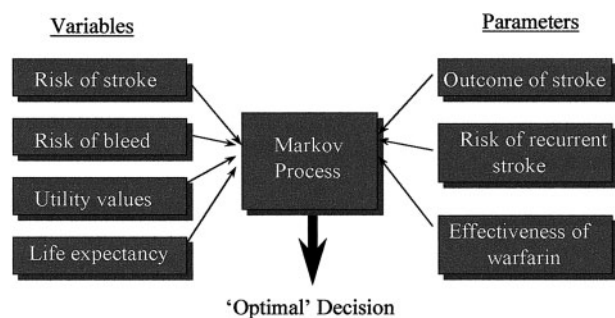 Variables
Risk of stroke
Risk of bleed
Utility values
Life expectancy
Markov
Process
Parameters
Outcome of stroke
Risk of recurrent
stroke
Effectiveness of
warfarin
‘Optimal’ Decision